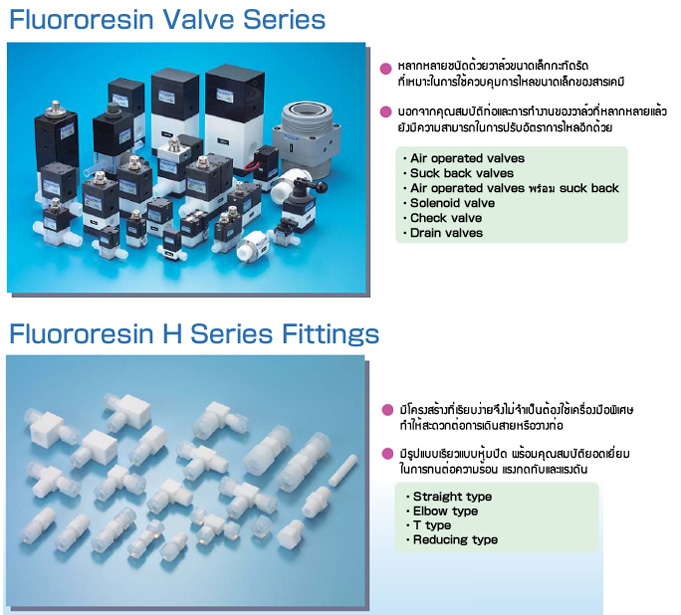 Fluororesin Valve Series
หลากหลายชนิดด้วยวาล์วขนาดเล็กกะทัดรัด
ที่เหมาะในการใช้ควบคุมการไหลขนาดเล็กของสารเคมี
นอกจากคุณสมบัติท่อและการทำงานของวาล์วที่หลากหลายแล้ว
ยังมีความสามารถในการปรับอัตราการไหลอีกด้วย
・Air operated valves
・Suck back valves
・Air operated valves พร้อม suck back
・Solenoid valve
・Check valve
・Drain valves
Fluororesin H Series Fittings
มีโครงสร้างที่เรียบง่ายจึงไม่จำเป็นต้องใช้เครื่องมือพิเศษ
ทำให้สะดวกต่อการเดินสายหรือวางท่อ
มีรูปแบบเรียวแบบหุ้มปิด พร้อมคุณสมบัติยอดเยี่ยม
ในการทนต่อความร้อน แรงกดทับและแรงดัน
・Straight type
・Elbow type
・T type
・Reducing type